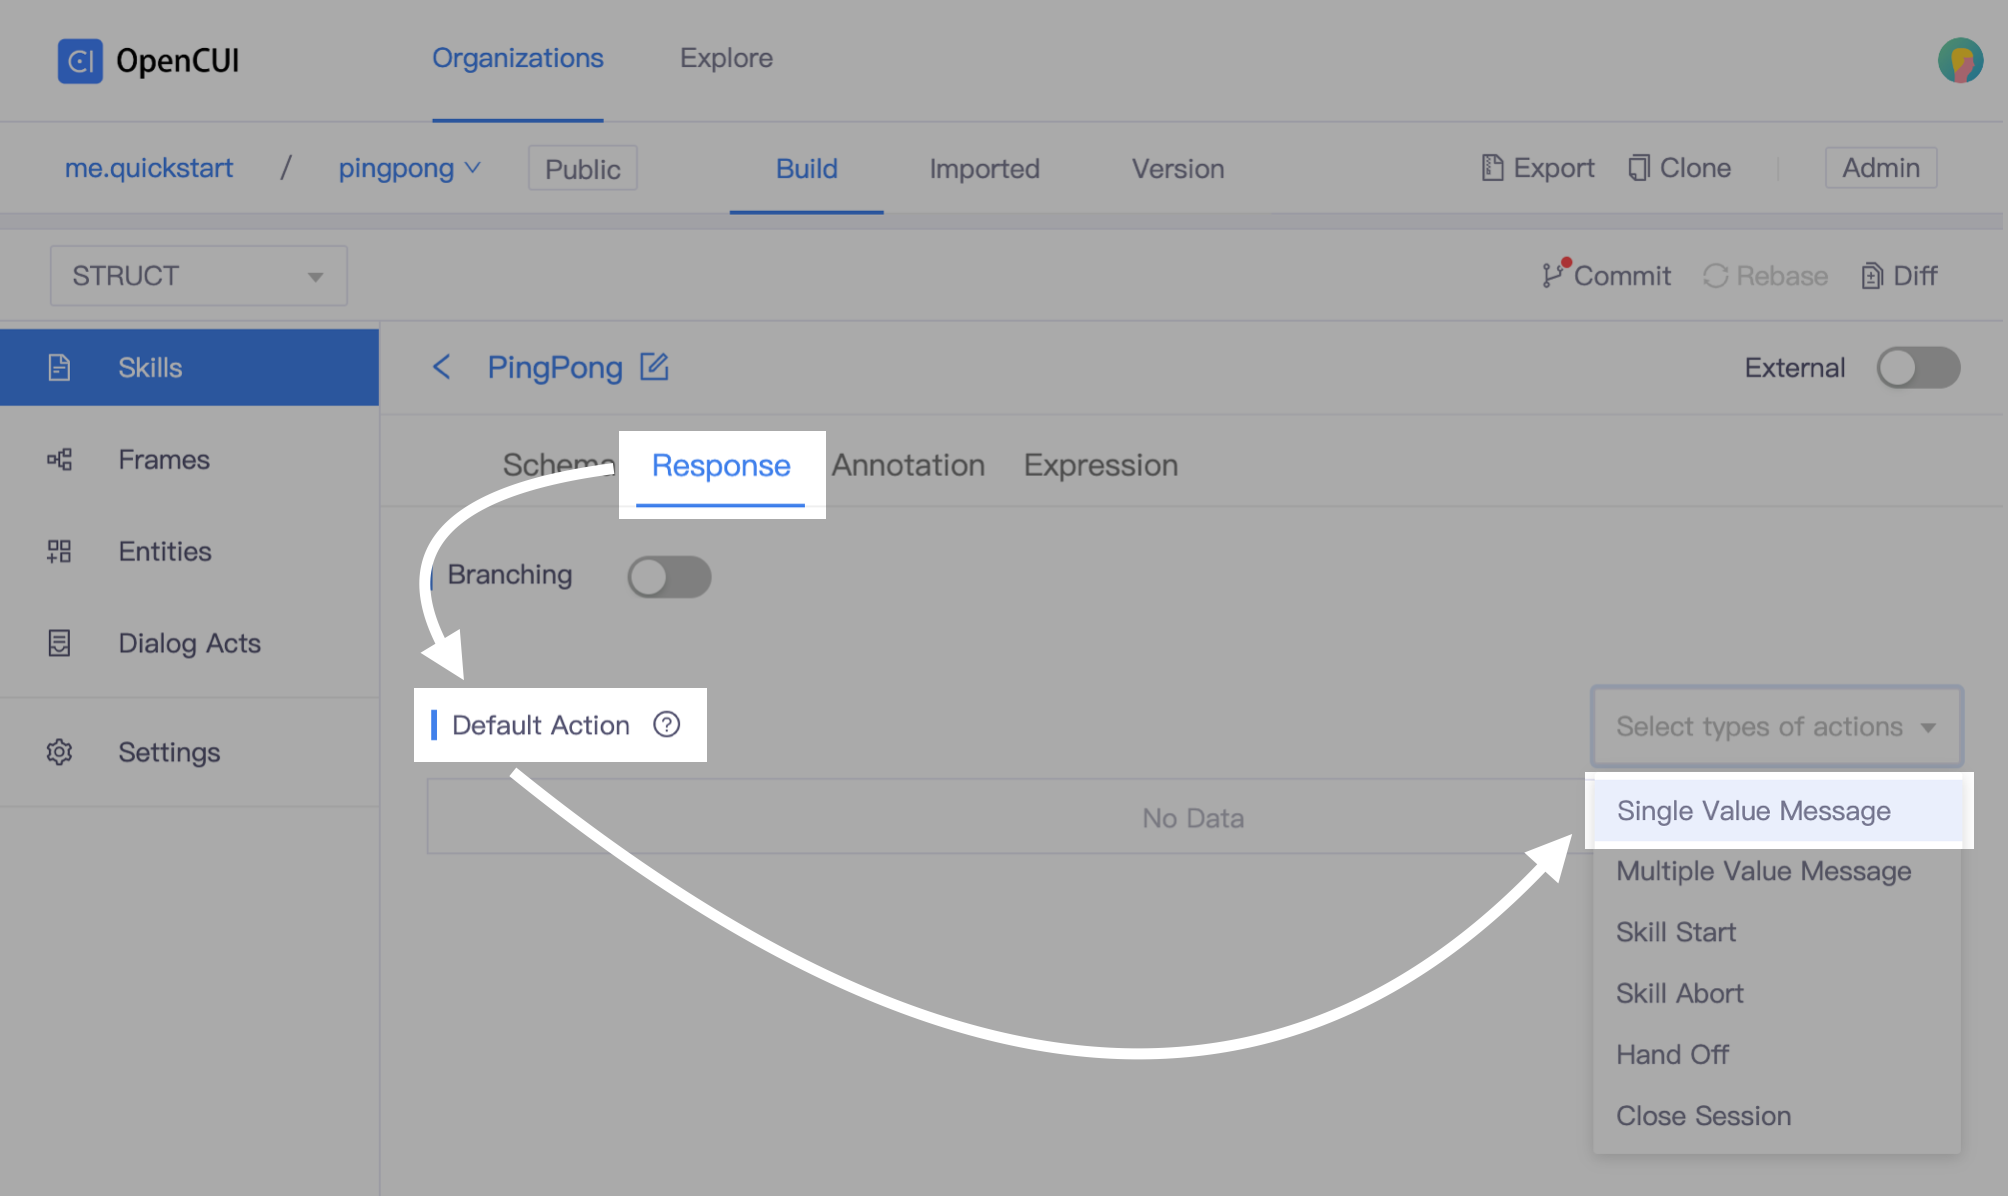 OpenCUI
Organizations
Explore
me.quickstart / pingpong
Public
Build
Imported
Version
Export
Clone
Admin
STRUCT
Commit
Rebase
Diff
Skills
Frames
Entities
Dialog Acts
Settings
PingPong
External
Schema
Response
Annotation
Expression
Branching
Default Action
Select types of actions
No Data
Single Value Message
Multiple Value Message
Skill Start
Skill Abort
Hand Off
Close Session